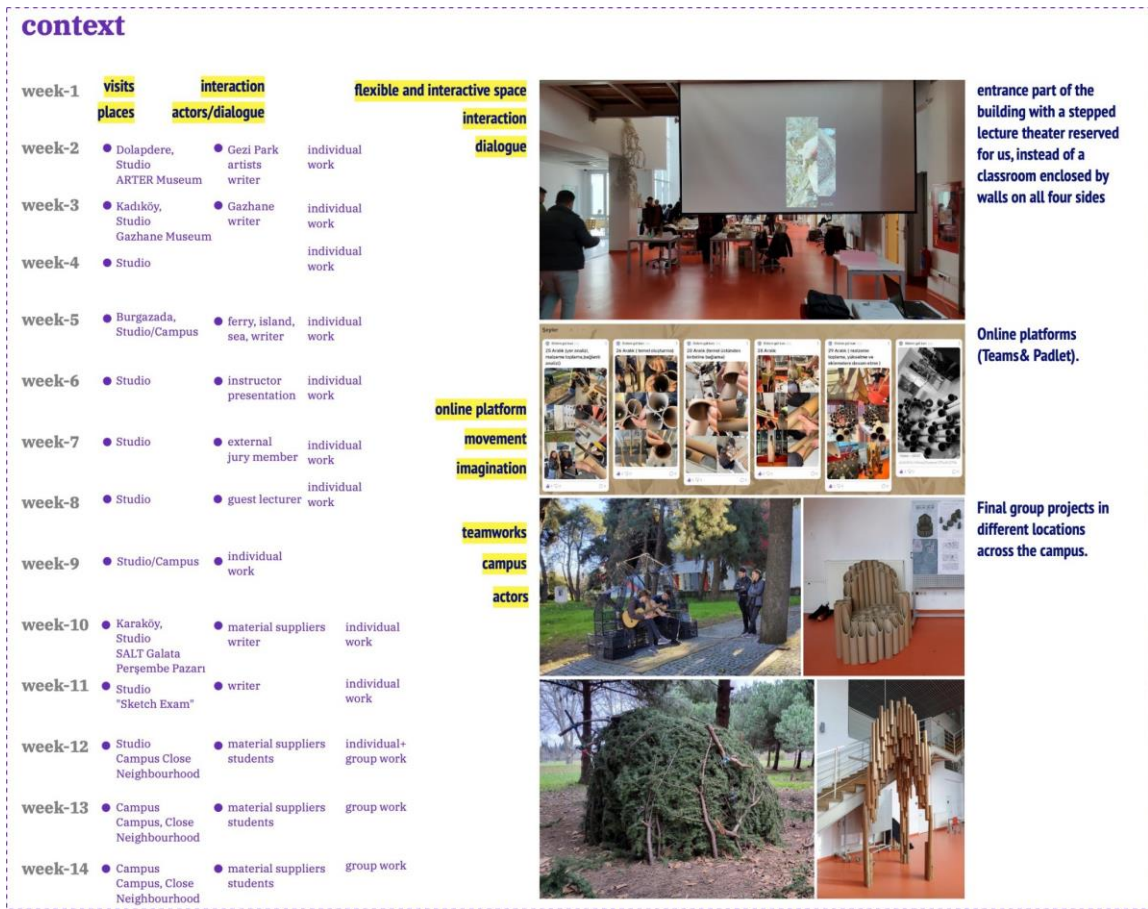 context
week-1
visits
interaction
places
actors/dialogue
week-2
Dolapdere,
Studio
ARTER Museum
Gezi Park
artists
writer
individual
work
week-3
Kadıköy,
Studio
Gazhane Museum
Gazhane
writer
individual
work
week-4
Studio
individual
work
week-5
Burgazada,
Studio/Campus
ferry, island,
sea, writer
individual
work
week-6
Studio
instructor
presentation
individual
work
week-7
Studio
external
jury member
individual
work
week-8
Studio
guest lecturer
individual
work
week-9
Studio/Campus
individual
work
week-10
Karaköy,
Studio
SALT Galata
Perşembe Pazarı
material suppliers
writer
individual
work
week-11
Studio
"Sketch Exam"
writer
individual
work
week-12
Studio
Campus Close
Neighbourhood
material suppliers
students
individual+
group work
week-13
Campus
Campus, Close
Neighbourhood
material suppliers
students
group work
week-14
Campus
Campus, Close
Neighbourhood
material suppliers
students
group work
flexible and interactive space
interaction
dialogue
online platform
movement
imagination
teamworks
campus
actors
entrance part of the
building with a stepped
lecture theater reserved
for us, instead of a
classroom enclosed by
walls on all four sides
Online platforms
(Teams& Padlet).
Final group projects in
different locations
across the campus.